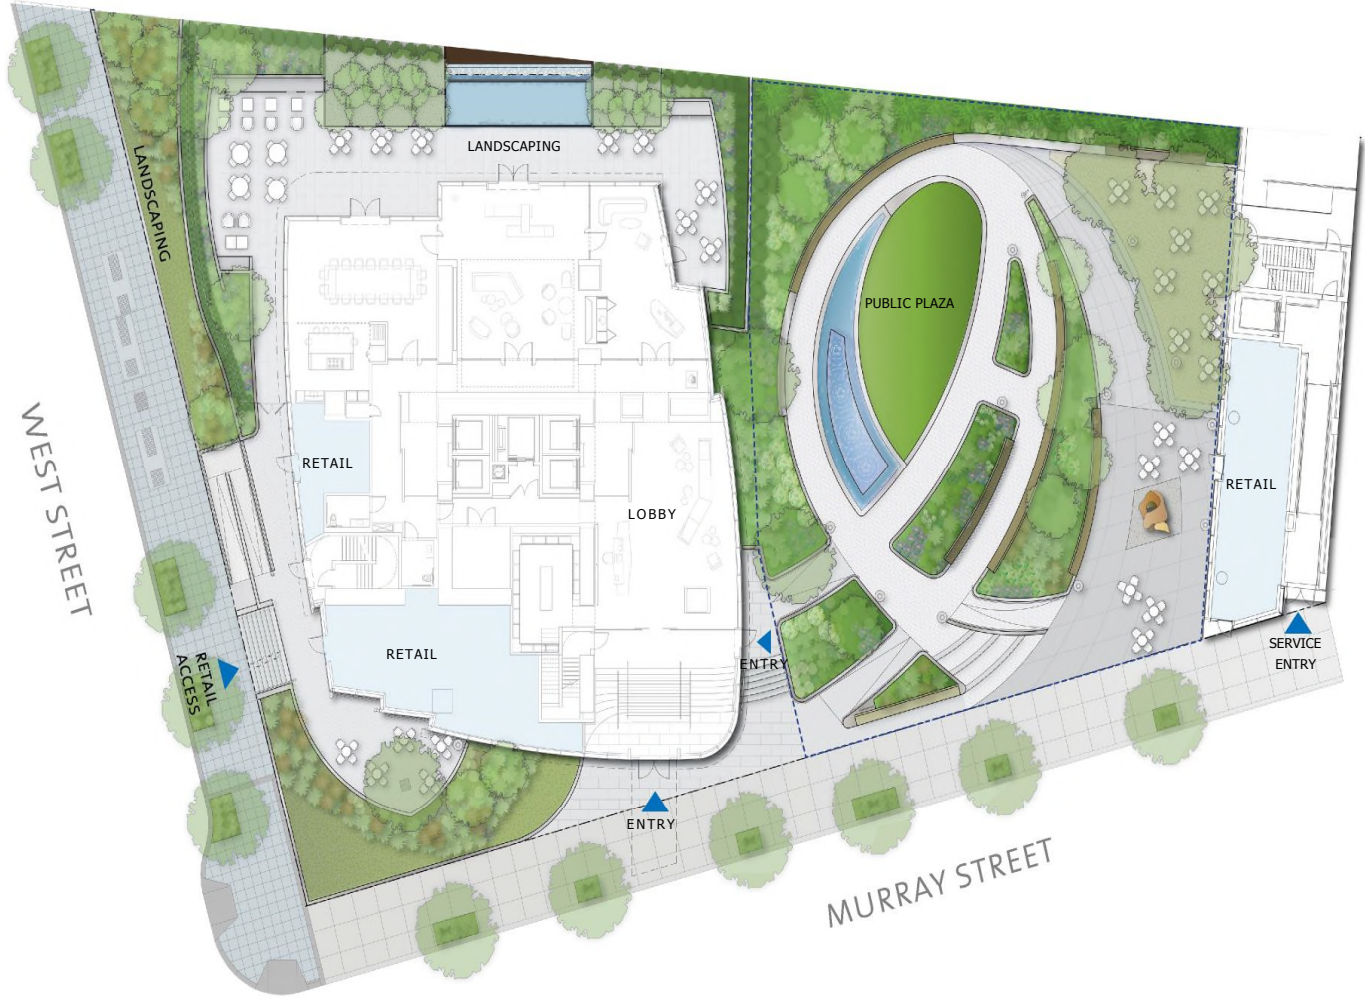 LANDSCAPING
LANDSCAPING
PUBLIC PLAZA
RETAIL
LOBBY
RETAIL
WEST STREET
RETAIL
RETAIL
ACCESS
ENTRY
SERVICE
ENTRY
ENTRY
MURRAY STREET